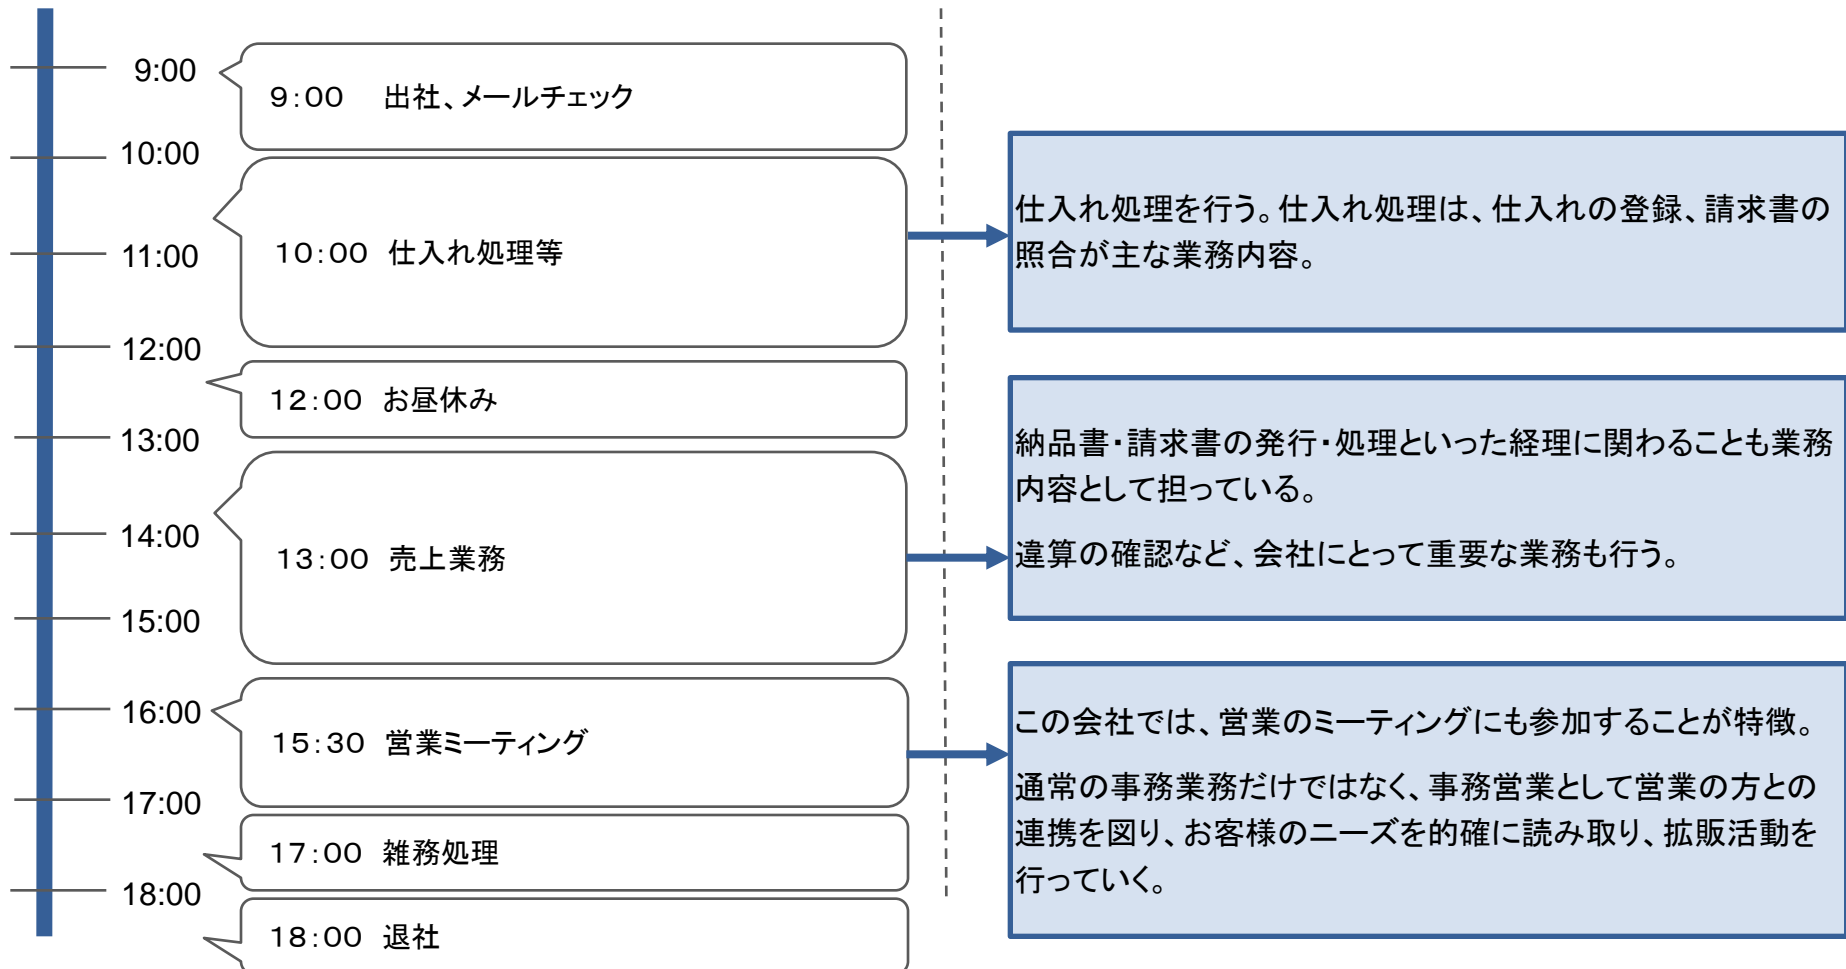 9:00
9:00 出社、メールチェック
10:00
10:00 仕入れ処理等
11:00
12:00
12:00 お昼休み
13:00
13:00 売上業務
14:00
15:00
16:00
15:30 営業ミーティング
17:00
17:00 雑務処理
18:00
18:00 退社
仕入れ処理を行う。仕入れ処理は、仕入れの登録、請求書の
照合が主な業務内容。
納品書・請求書の発行・処理といった経理に関わることも業務
内容として担っている。
違算の確認など、会社にとって重要な業務も行う。
この会社では、営業のミーティングにも参加することが特徴。
通常の事務業務だけではなく、事務営業として営業の方との
連携を図り、お客様のニーズを的確に読み取り、拡販活動を
行っていく。